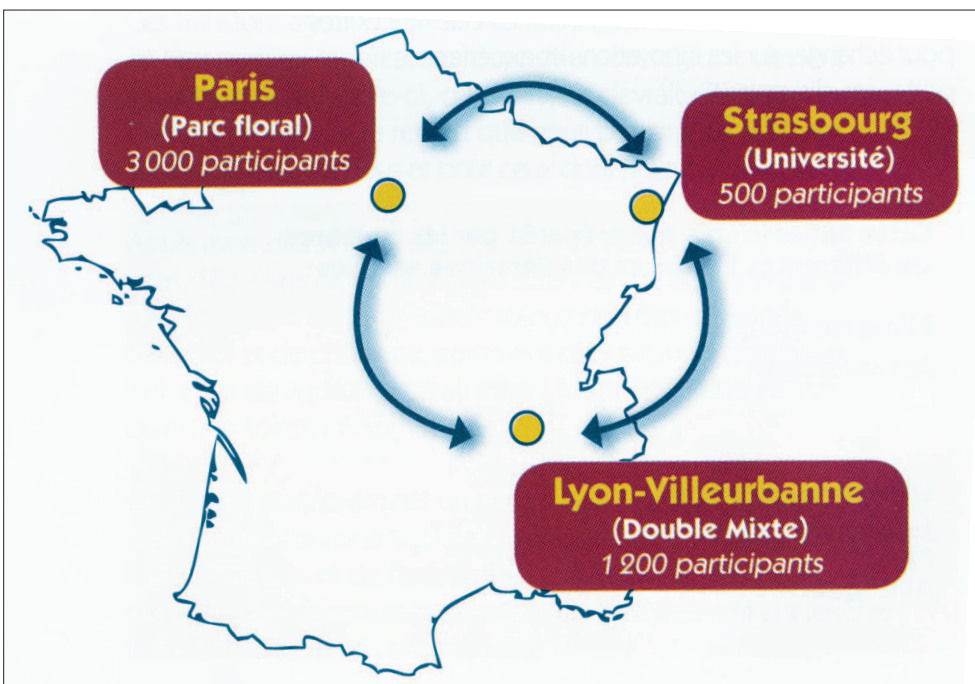 Paris
(Parc floral)
3 000 participants
Strasbourg
(Université)
500 participants
Lyon-Villeurbanne
(Double Mixte)
1 200 participants